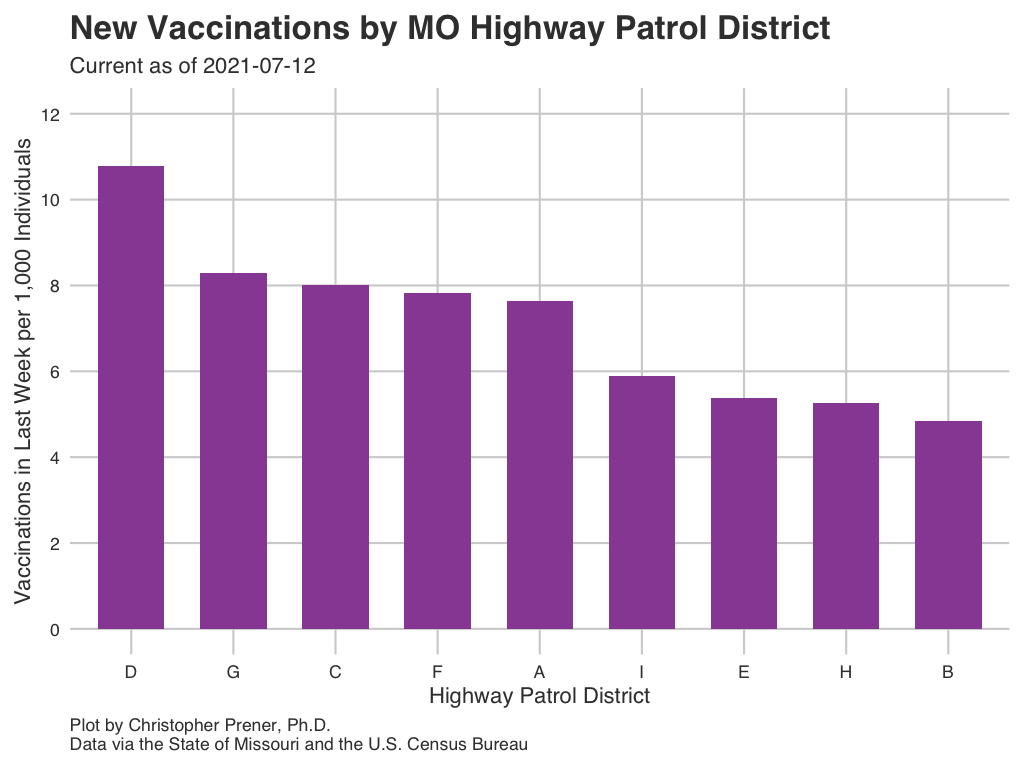 New Vaccinations by MO Highway Patrol District
Current as of 2021-07-12
Vaccinations in Last Week per 1,000 Individuals
12
10
8
6
4
2
0
D G C F A I E H B
Highway Patrol District
Plot by Christopher Prener, Ph.D.
Data via the State of Missouri and the U.S. Census Bureau